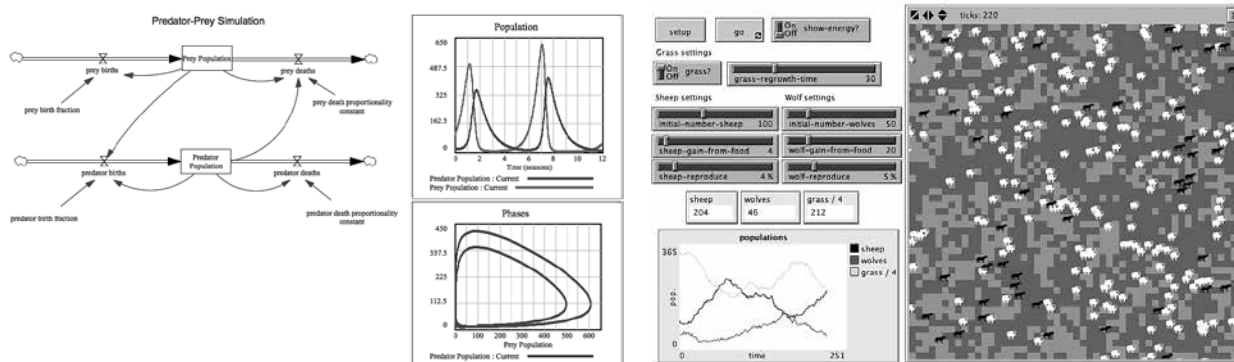 Predator-Prey Simulation
Prey Population
prey births
prey deaths
prey birth fraction
prey death proportionality
constant
Predator
Population
predator births
predator deaths
predator birth fraction
predator death proportionality
constant
Population
650
487.5
325
162.5
0
0 2 4 6 8 10 12
Time (seasons)
Predator Population : Current
Prey Population : Current
Phases
450
337.5
225
112.5
0
0 100 200 300 400 500 600
Prey Population
Predator Population : Current
setup
go
On
Off
show-energy?
Grass settings
On
Off
grass?
grass-regrowth-time 30
Sheep settings
Wolf settings
initial-number-sheep 100
initial-number-wolves 50
sheep-gain-from-food 4
wolf-gain-from-food 20
sheep-reproduce 4 %
wolf-reproduce 5 %
sheep
204
wolves
46
grass / 4
212
populations
365
pop.
0
0 time 251
sheep
wolves
grass / 4
ticks: 220
3